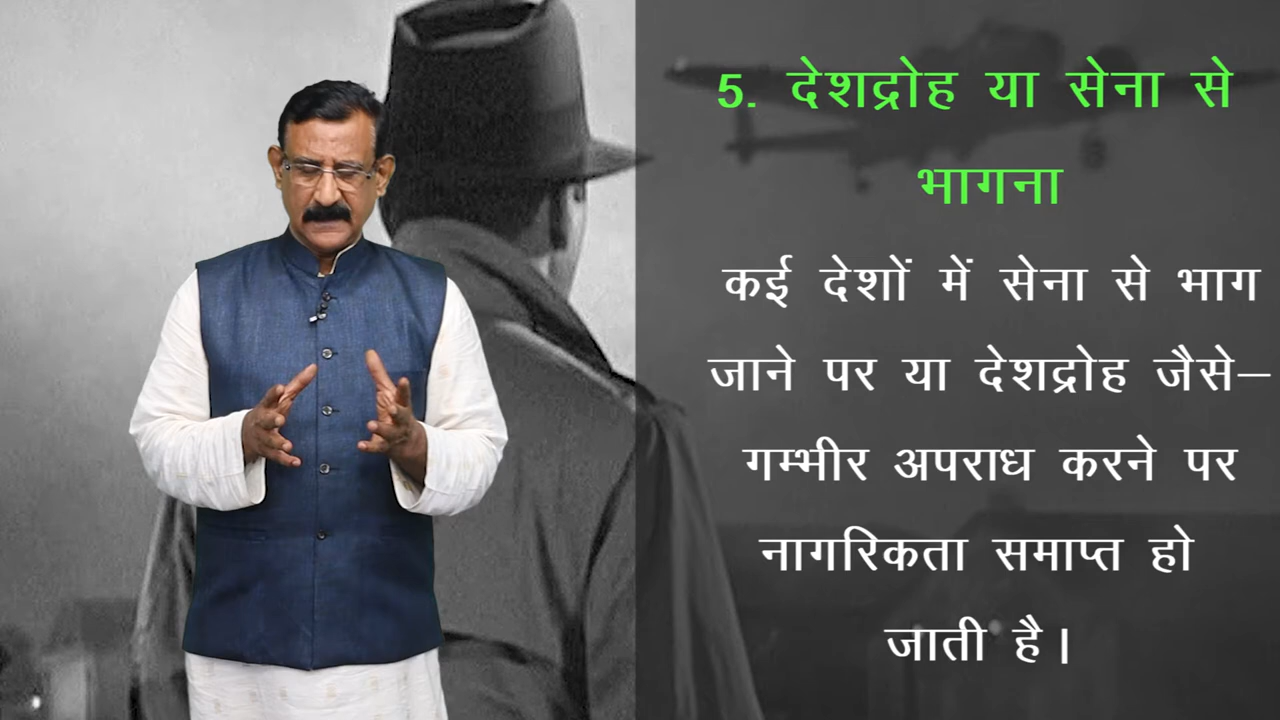 5. देशद्रोह या सेना से
भागना
कई देशों में सेना से भाग
जाने पर या देशद्रोह जैसे–
गम्भीर अपराध करने पर
नागरिकता समाप्त हो
जाती है।